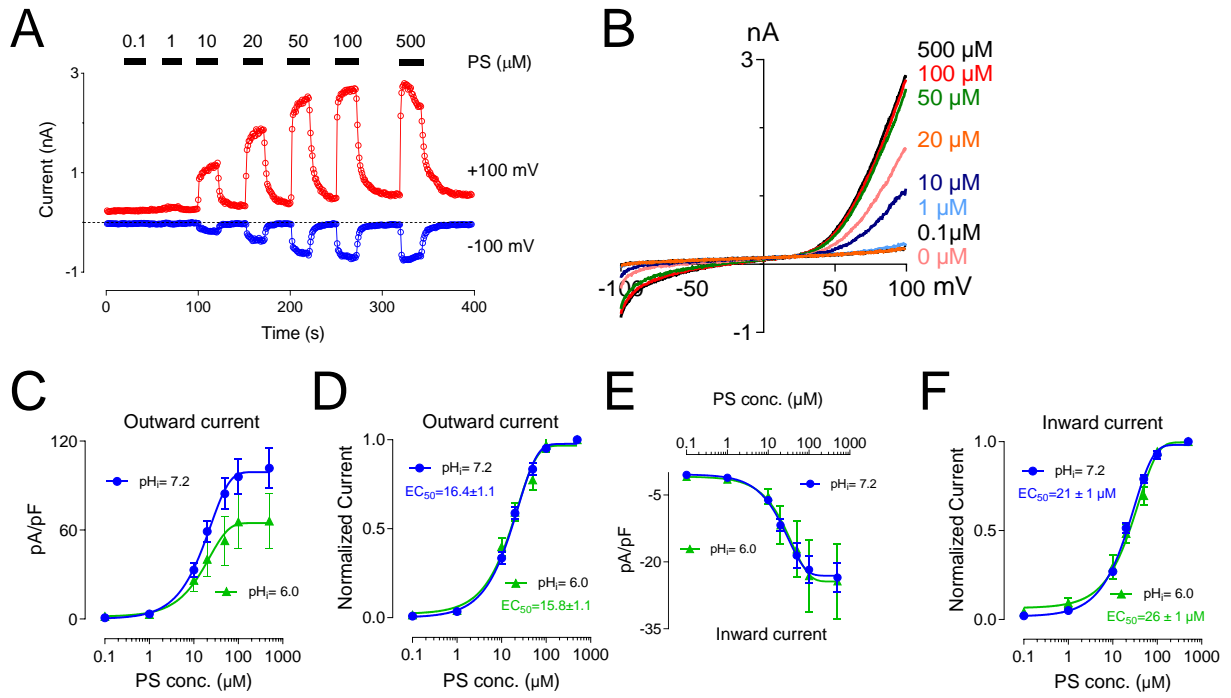 A
0.1 1 10 20 50 100 500 PS (µM)
3
1
-1
Current (nA)
+100 mV
-100 mV
0 100 200 300 400
Time (s)
B
nA
3
500 µM
100 µM
50 µM
20 µM
10 µM
1 µM
0.1µM
0 µM
-100 -50 50 100 mV
-1
C
Outward current
120
60
0
pA/pF
pHi= 7.2
pHi= 6.0
0.1 1 10 100 1000
PS conc. (µM)
D
Outward current
1.0
0.5
0.0
Normalized Current
pHi= 7.2
EC50=16.4±1.1
pHi= 6.0
EC50=15.8±1.1
0.1 1 10 100 1000
PS conc. (µM)
E
PS conc. (µM)
0.1 1 10 100 1000
-5
-15
-25
-35
pA/pF
pHi= 7.2
pHi= 6.0
Inward current
F
Inward current
1.0
0.5
0.0
Normalized Current
pHi= 7.2
EC50=21 ± 1 µM
pHi= 6.0
EC50=26 ± 1 µM
0.1 1 10 100 1000
PS conc. (µM)